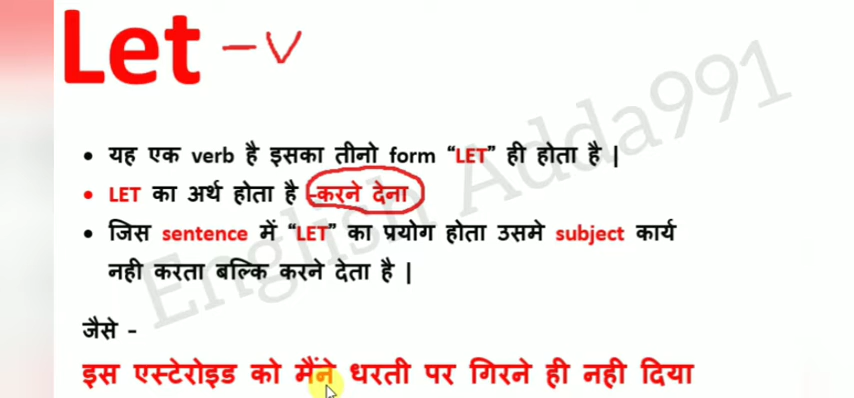 Let - v
• यह एक verb है इसका तीनो form “LET” ही होता है |
• LET का अर्थ होता है -करने देना
• जिस sentence में “LET” का प्रयोग होता उसमे subject कार्य
नही करता बल्कि करने देता है |
जैसे -
इस एस्टेरोइड को मैंने धरती पर गिरने ही नही दिया
English Adda991